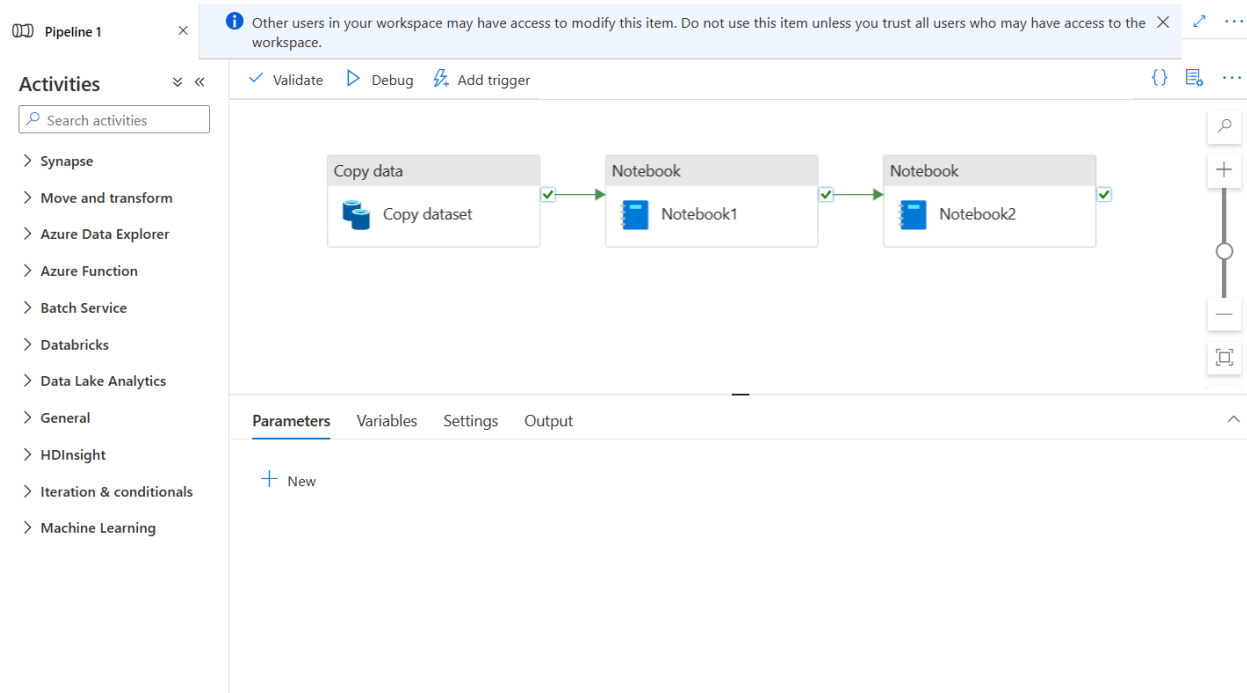 Pipeline 1
Other users in your workspace may have access to modify this item. Do not use this item unless you trust all users who may have access to the
workspace.
Activities
Search activities
Synapse
Move and transform
Azure Data Explorer
Azure Function
Batch Service
Databricks
Data Lake Analytics
General
HDInsight
Iteration & conditionals
Machine Learning
Validate
Debug
Add trigger
{}
Copy data
Copy dataset
Notebook
Notebook1
Notebook
Notebook2
Parameters
Variables
Settings
Output
New